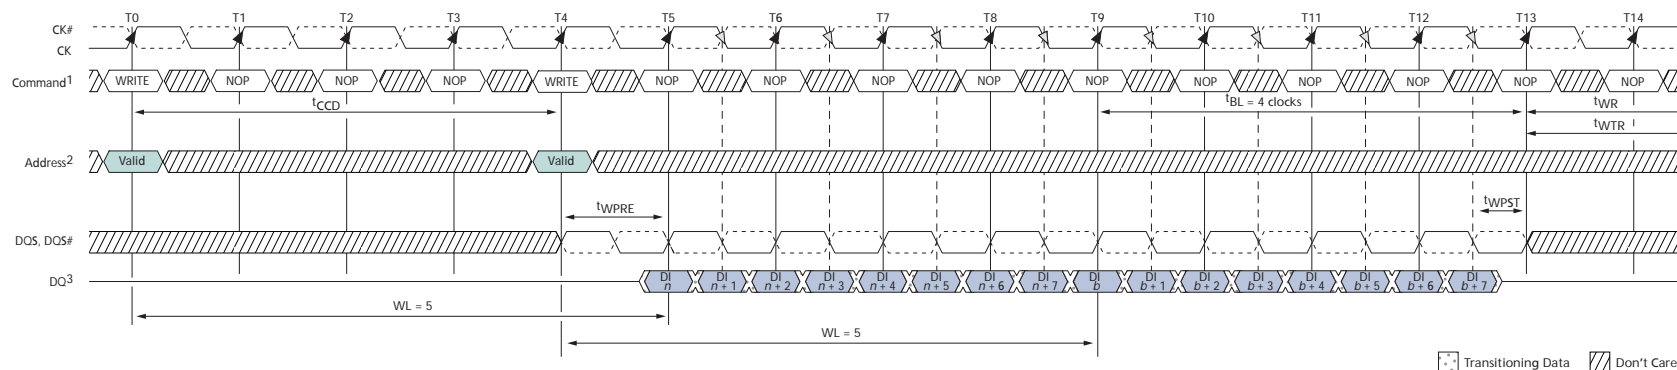 T0 T1 T2 T3 T4 T5 T6 T7 T8 T9 T10 T11 T12 T13 T14
CK#
CK
Command1 WRITE NOP NOP NOP WRITE NOP NOP NOP NOP NOP NOP NOP NOP NOP NOP
tCCD tBL = 4 clocks tWR
tWTR
Address2 Valid Valid
tWPRE tWPST
DQS, DQS#
DQ3 DI n DI n + 1 DI n + 2 DI n + 3 DI n + 4 DI n + 5 DI n + 6 DI n + 7 DI b DI b + 1 DI b + 2 DI b + 3 DI b + 4 DI b + 5 DI b + 6 DI b + 7
WL = 5
WL = 5
Transitioning Data Don't Care